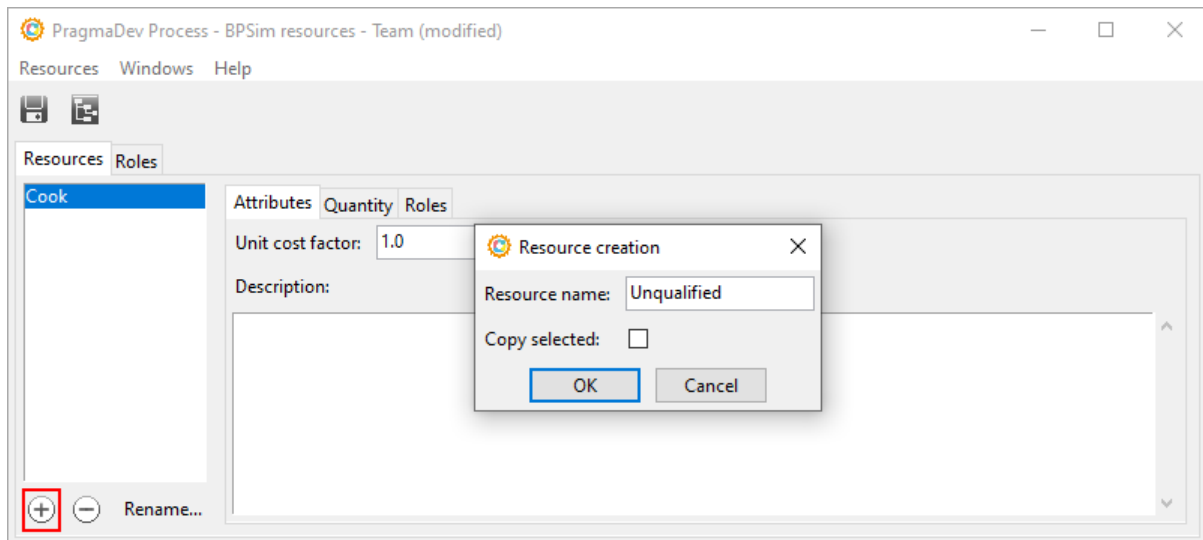 PragmaDev Process - BPSim resources - Team (modified)
Resources Windows Help
Resources Roles
Cook
Attributes Quantity Roles
Unit cost factor: 1.0
Description:
Resource creation
Resource name: Unqualified
Copy selected:
OK Cancel
Rename...